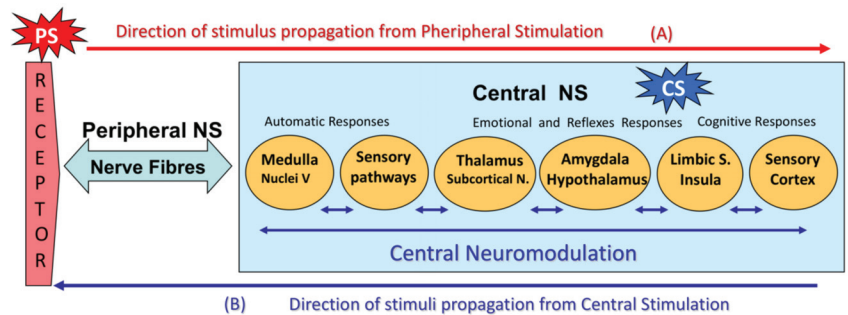 PS
Direction of stimulus propagation from Pheripheral Stimulation (A)
RECEPTOR
Peripheral NS
Nerve Fibres
Central NS
CS
Automatic Responses
Emotional and Reflexes Responses
Cognitive Responses
Medulla
Nuclei V
Sensory
pathways
Thalamus
Subcortical N.
Amygdala
Hypothalamus
Limbic S.
Insula
Sensory
Cortex
Central Neuromodulation
(B) Direction of stimuli propagation from Central Stimulation